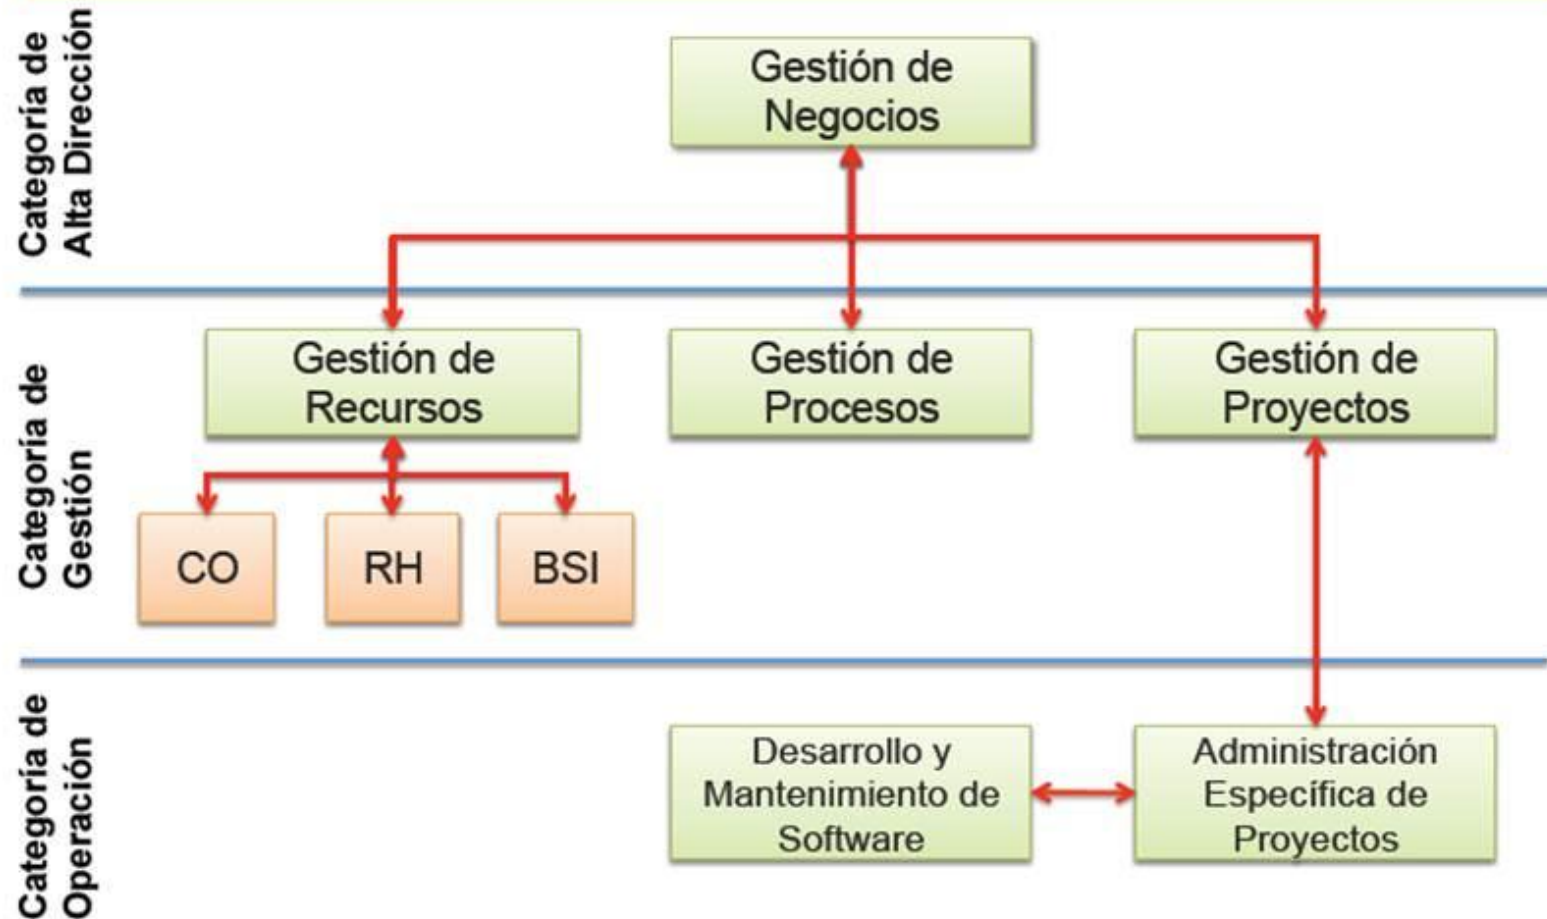 Categoría de
Alta Dirección
Gestión de
Negocios
Categoría de
Gestión
Gestión de
Recursos
Gestión de
Procesos
Gestión de
Proyectos
CO
RH
BSI
Categoría de
Operación
Desarrollo y
Mantenimiento de
Software
Administración
Específica de
Proyectos